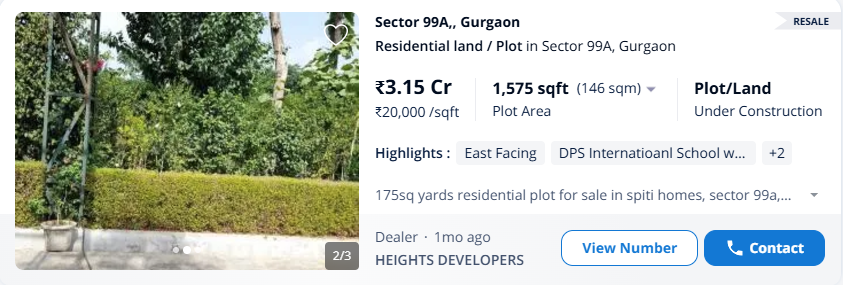 Sector 99A,, Gurgaon
RESALE
Residential land / Plot in Sector 99A, Gurgaon
₹3.15 Cr
₹20,000 /sqft
1,575 sqft (146 sqm)
Plot Area
Plot/Land
Under Construction
Highlights : East Facing DPS Internatioanl School w... +2
175sq yards residential plot for sale in spiti homes, sector 99a,...
2/3
Dealer · 1mo ago
HEIGHTS DEVELOPERS
View Number
Contact